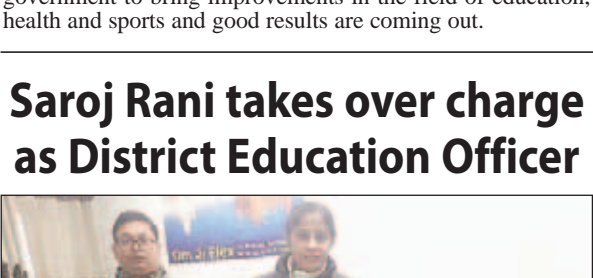 government to bring improvements in the field of education,
health and sports and good results are coming out.
Saroj Rani takes over charge
as District Education Officer